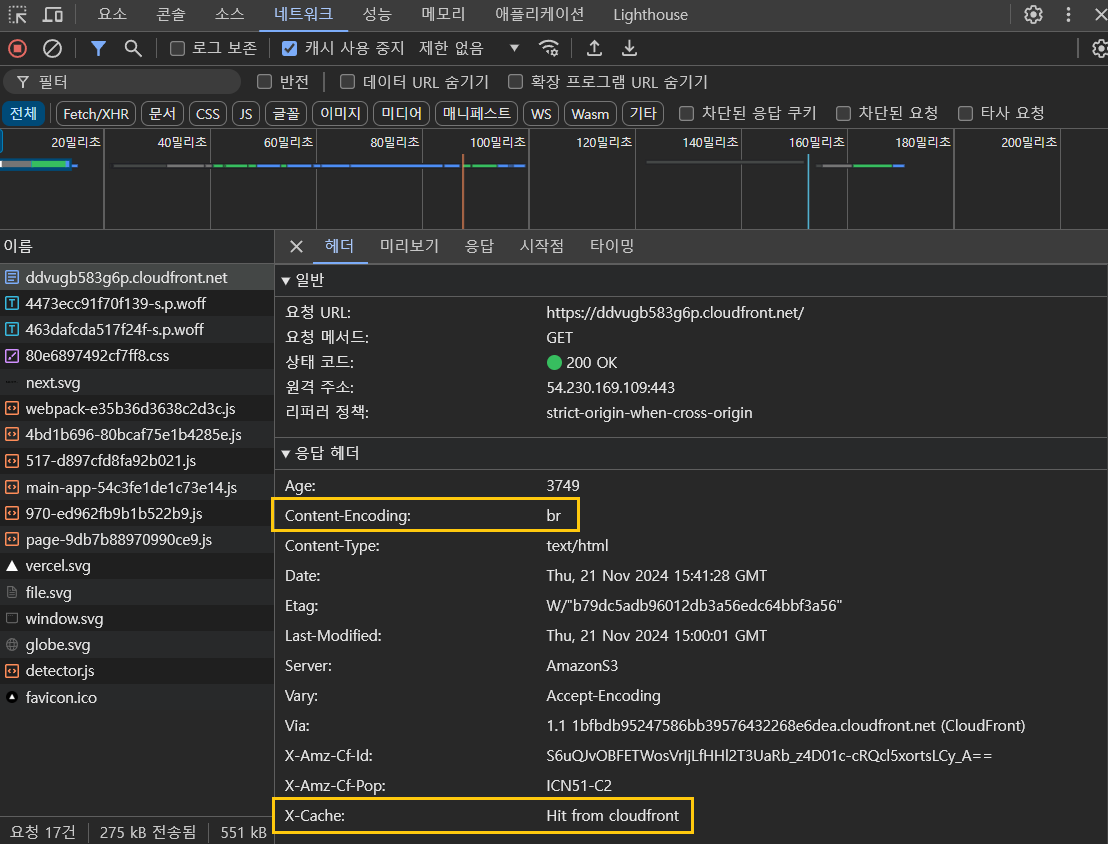 요소 콘솔 소스 네트워크 성능 메모리 애플리케이션 Lighthouse
로그 보존 캐시 사용 중지 제한 없음
필터 반전 데이터 URL 숨기기 확장 프로그램 URL 숨기기
전체 Fetch/XHR 문서 CSS JS 글꼴 이미지 미디어 매니페스트 WS Wasm 기타 차단된 응답 쿠키 차단된 요청 타사 요청
20밀리초 40밀리초 60밀리초 80밀리초 100밀리초 120밀리초 140밀리초 160밀리초 180밀리초 200밀리초
이름
ddvugb583g6p.cloudfront.net
4473ecc91f70f139-s.p.woff
463dafcda517f24f-s.p.woff
80e6897492cf7ff8.css
next.svg
webpack-e35b36d3638c2d3c.js
4bd1b696-80bcaf75e1b4285e.js
517-d897cfd8fa92b021.js
main-app-54c3fe1de1c73e14.js
970-ed962fb9b1b522b9.js
page-9db7b88970990ce9.js
vercel.svg
file.svg
window.svg
globe.svg
detector.js
favicon.ico
요청 17건 275 kB 전송됨 551 kB
헤더 미리보기 응답 시작점 타이밍
일반
요청 URL: https://ddvugb583g6p.cloudfront.net/
요청 메서드: GET
상태 코드: 200 OK
원격 주소: 54.230.169.109:443
리퍼러 정책: strict-origin-when-cross-origin
응답 헤더
Age: 3749
Content-Encoding: br
Content-Type: text/html
Date: Thu, 21 Nov 2024 15:41:28 GMT
Etag: W/"b79dc5adb96012db3a56edc64bbf3a56"
Last-Modified: Thu, 21 Nov 2024 15:00:01 GMT
Server: AmazonS3
Vary: Accept-Encoding
Via: 1.1 1bfbdb95247586bb39576432268e6dea.cloudfront.net (CloudFront)
X-Amz-Cf-Id: S6uQJvOBFETWosVrIjLfHHl2T3UaRb_z4D01c-cRQcl5xortsLCy_A==
X-Amz-Cf-Pop: ICN51-C2
X-Cache: Hit from cloudfront